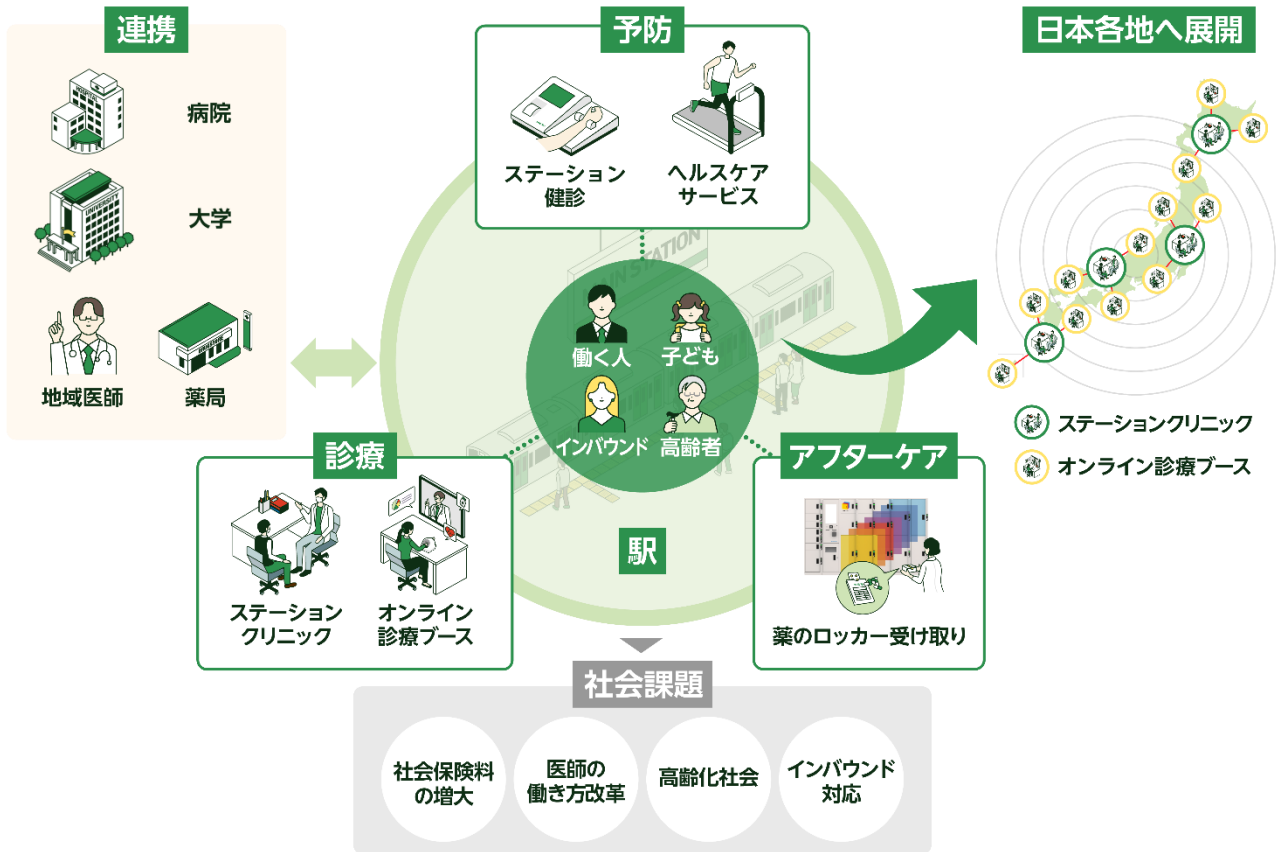 連携
病院
HOSPITAL
大学
UNIVERSITY
地域医師
薬局
予防
ステーション
健診
ヘルスケア
サービス
日本各地へ展開
ステーションクリニック
オンライン診療ブース
働く人
子ども
インバウンド
高齢者
駅
診療
ステーション
クリニック
オンライン
診療ブース
アフターケア
薬のロッカー受け取り
社会課題
社会保険料
の増大
医師の
働き方改革
高齢化社会
インバウンド
対応